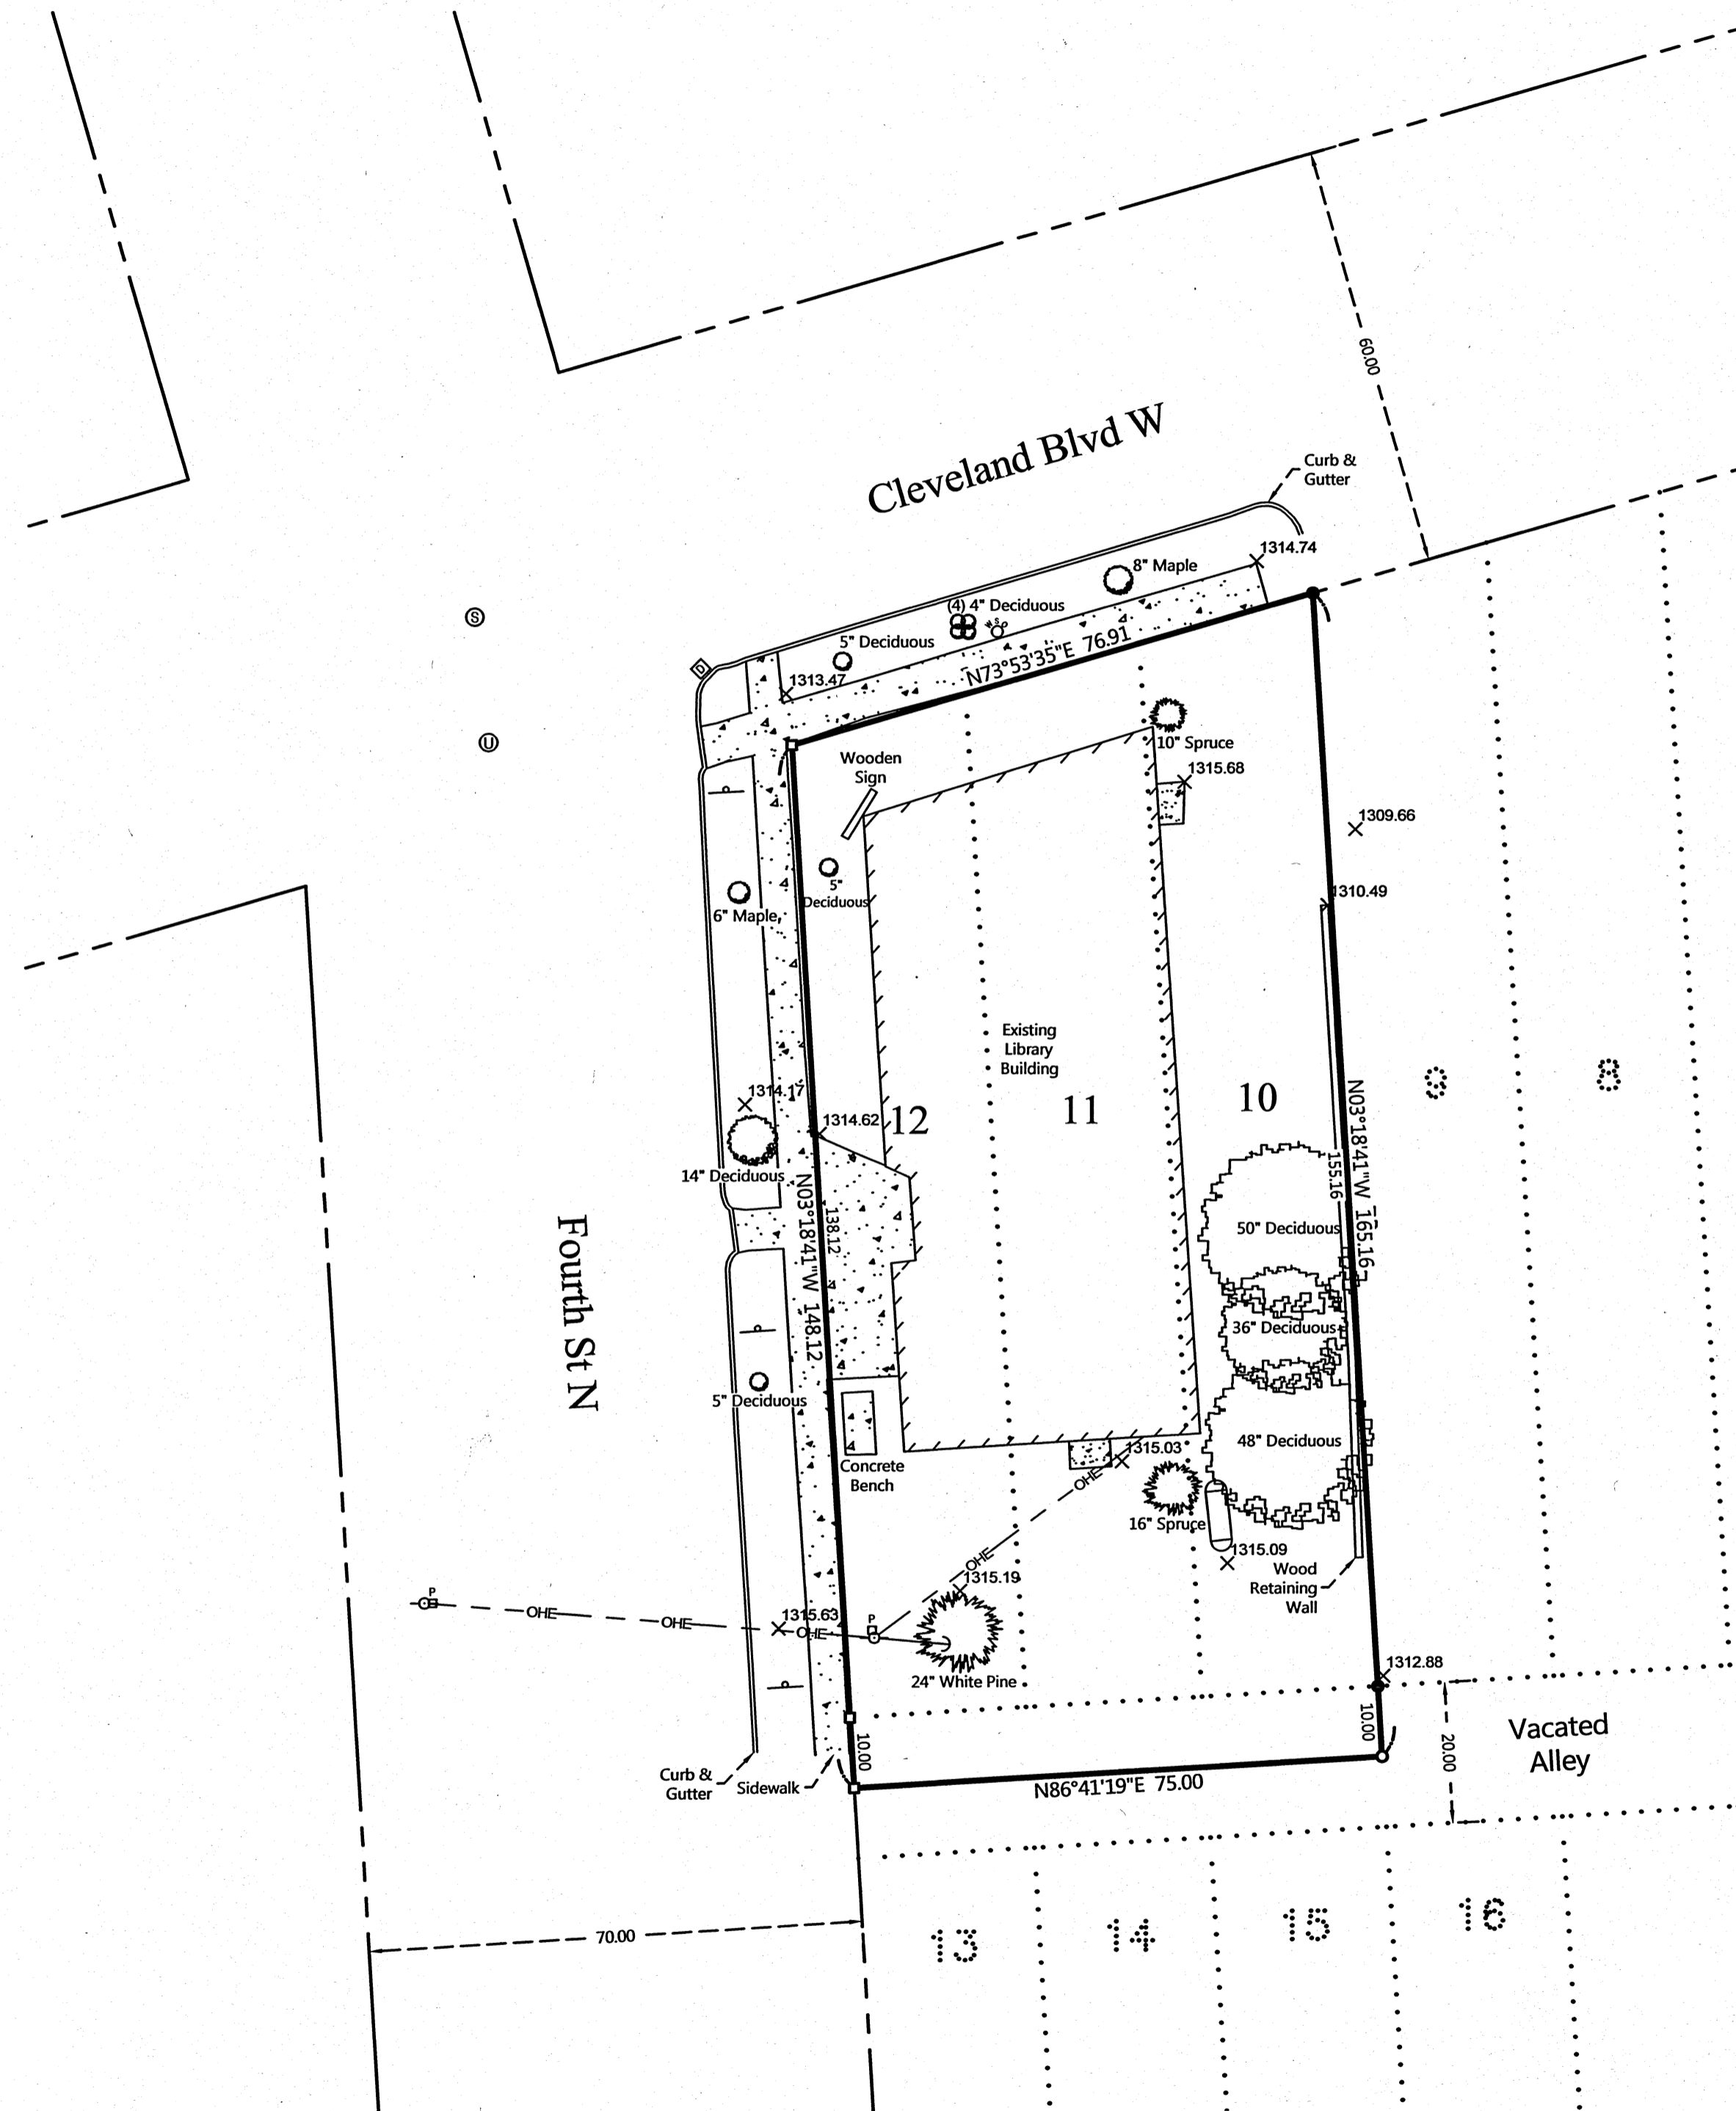 60.00
Cleveland Blvd W
Curb &
Gutter
1314.74
8" Maple
(4) 4" Deciduous
W S P
5" Deciduous
N73°53'35"E 76.91
1313.47
S
D
U
Wooden
Sign
10" Spruce
1315.68
1309.66
5"
Deciduous
6" Maple
1310.49
Existing
Library
Building
9
8
1314.17
1314.62
12
11
10
14" Deciduous
N03°18'41"W 165.16
155.16
N03°18'41"W 148.12
138.12
50" Deciduous
Fourth St N
36" Deciduous
5" Deciduous
48" Deciduous
1315.03
Concrete
Bench
OHE
16" Spruce
1315.09
OHE
1315.19
Wood
Retaining
Wall
P
OHE
OHE
1315.63
OHE
P
24" White Pine
1312.88
10.00
10.00
20.00
Vacated
Alley
Curb &
Gutter
Sidewalk
N86°41'19"E 75.00
70.00
13
14
15
16